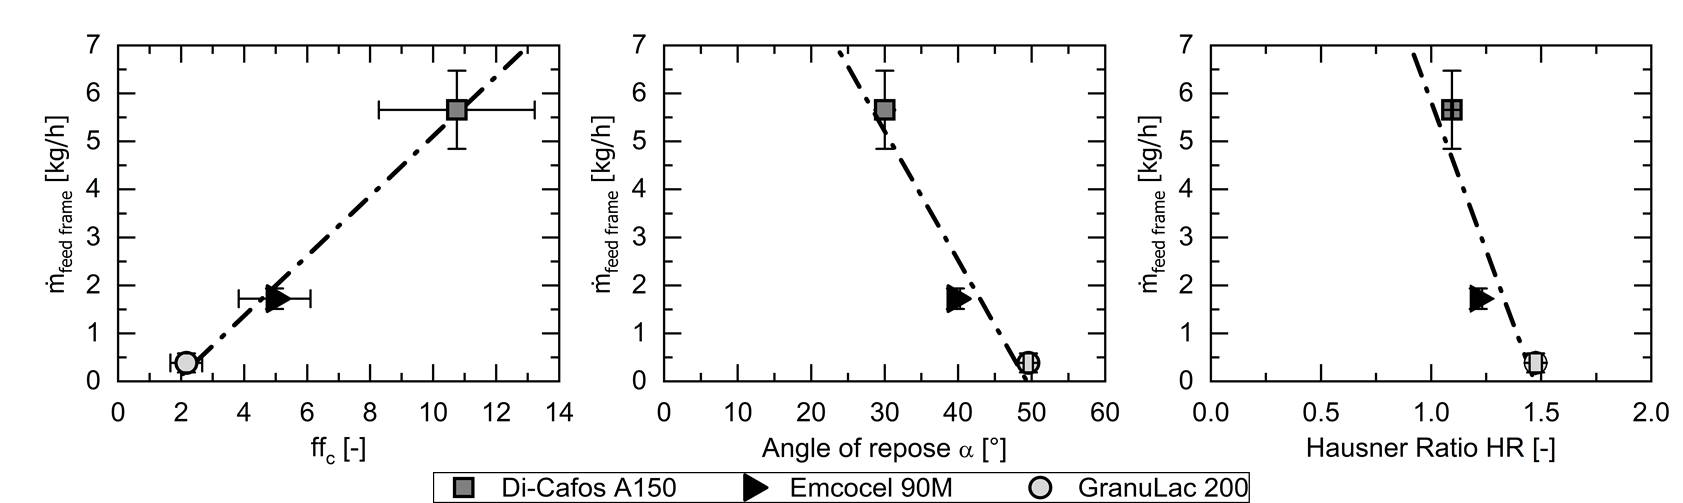 7
6
5
4
3
2
1
0
ṁfeed frame [kg/h]
0 2 4 6 8 10 12 14
ffc [-]
7
6
5
4
3
2
1
0
ṁfeed frame [kg/h]
0 10 20 30 40 50 60
Angle of repose α [°]
7
6
5
4
3
2
1
0
ṁfeed frame [kg/h]
0.0 0.5 1.0 1.5 2.0
Hausner Ratio HR [-]
Di-Cafos A150 Emcocel 90M GranuLac 200